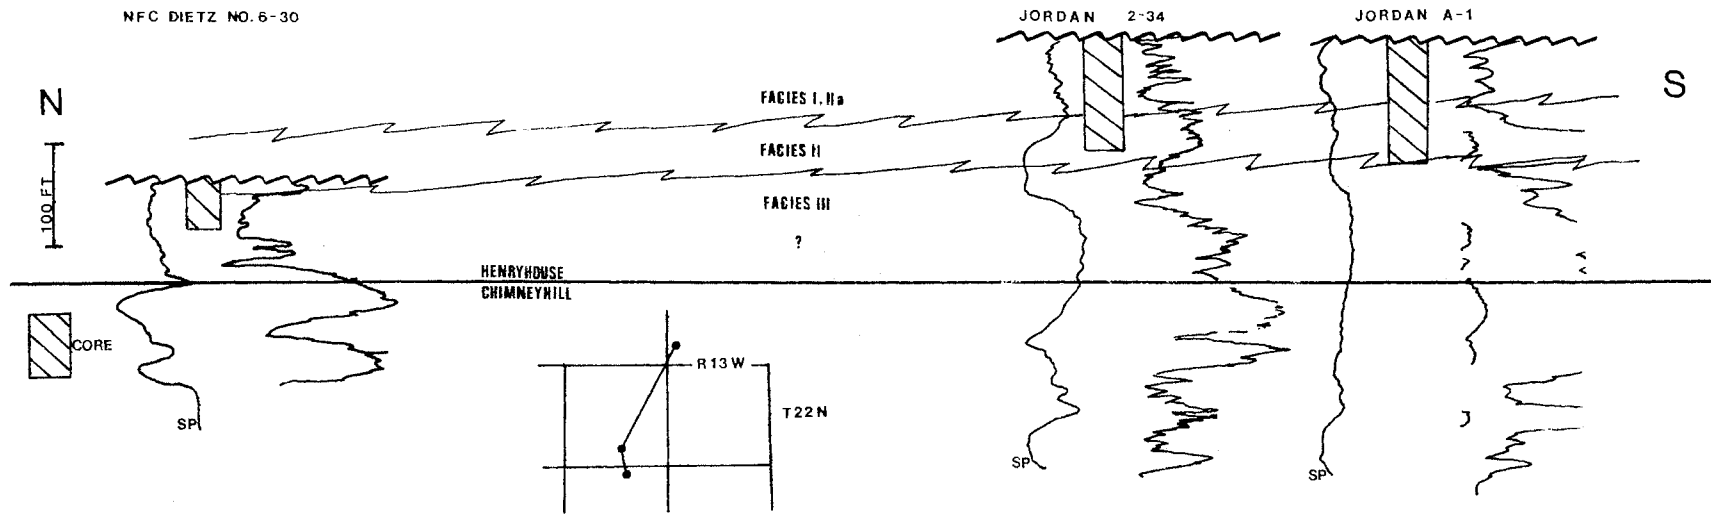 NFC DIETZ NO. 6-30
JORDAN 2-34
JORDAN A-1
N
S
FACIES I, IIa
100 FT
FACIES II
FACIES III
?
HENRYHOUSE
CHIMNEYHILL
CORE
R13W
T22N
SP
SP
SP